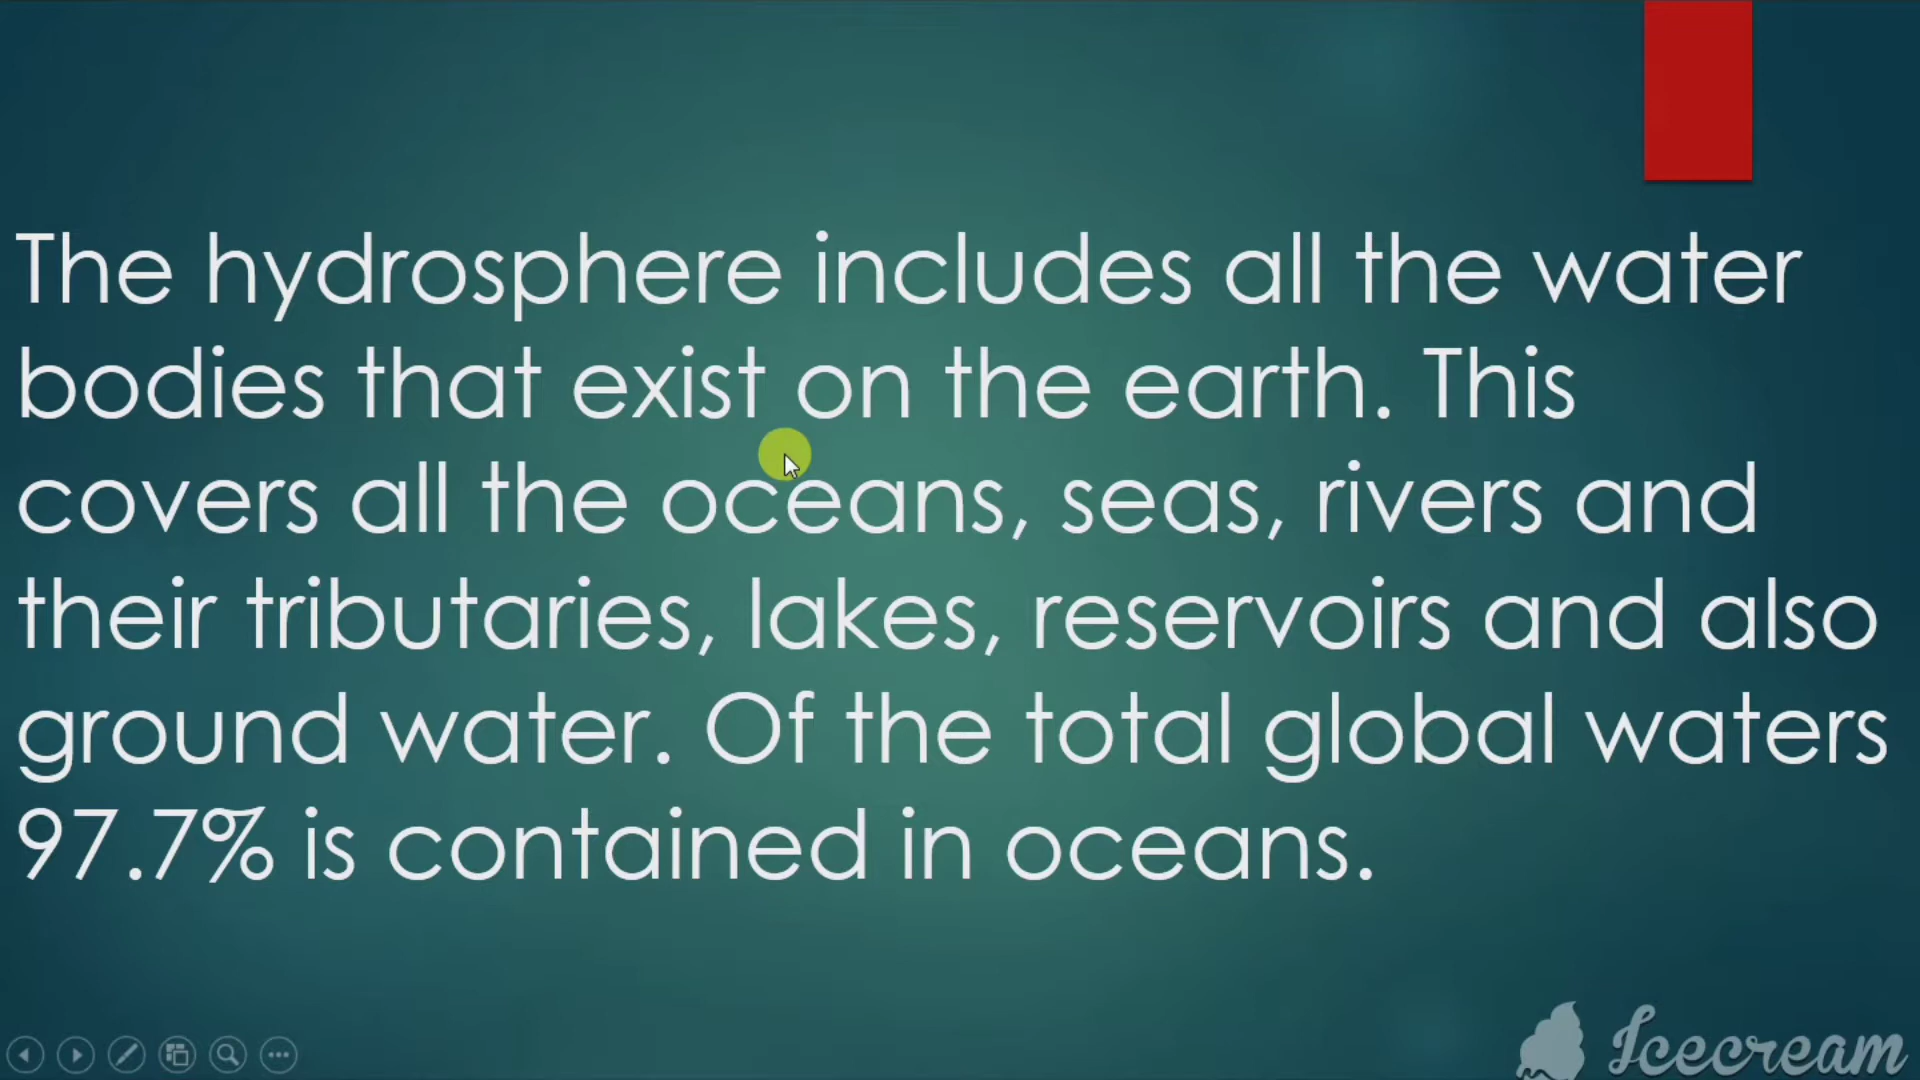 The hydrosphere includes all the water
bodies that exist on the earth. This
covers all the oceans, seas, rivers and
their tributaries, lakes, reservoirs and also
ground water. Of the total global waters
97.7% is contained in oceans.
Icecream